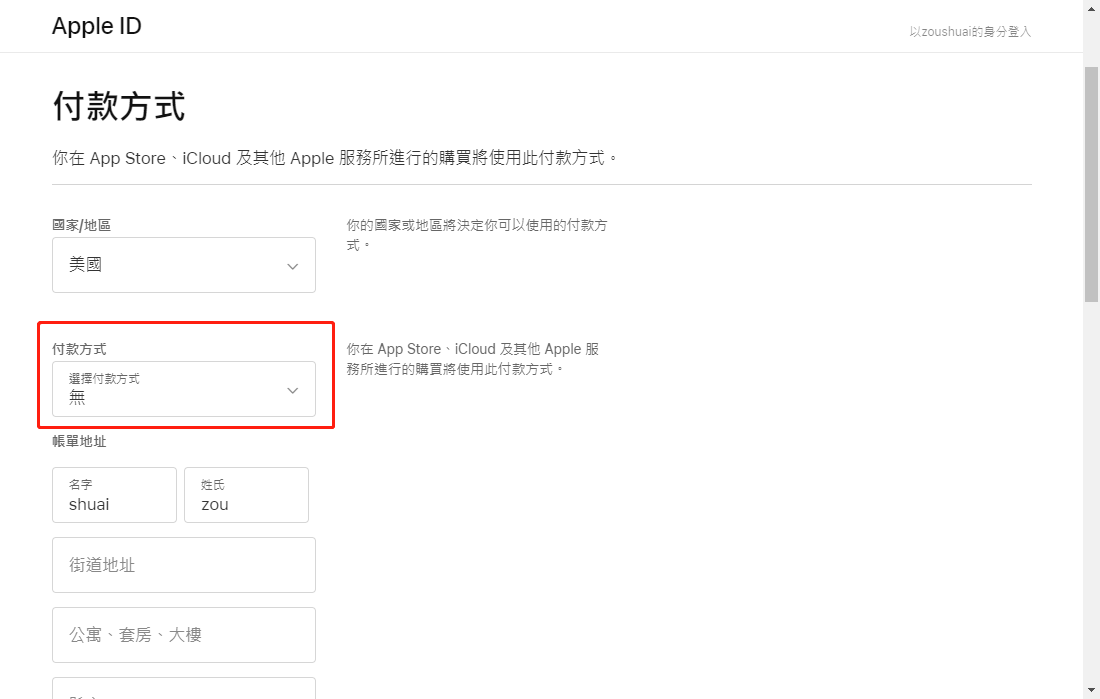 Apple ID
以zoushuai的身分登入
付款方式
你在 App Store、iCloud 及其他 Apple 服務所進行的購買將使用此付款方式。
國家/地區
美國
你的國家或地區將決定你可以使用的付款方
式。
付款方式
選擇付款方式
無
你在 App Store、iCloud 及其他 Apple 服
務所進行的購買將使用此付款方式。
帳單地址
名字
shuai
姓氏
zou
街道地址
公寓、套房、大樓